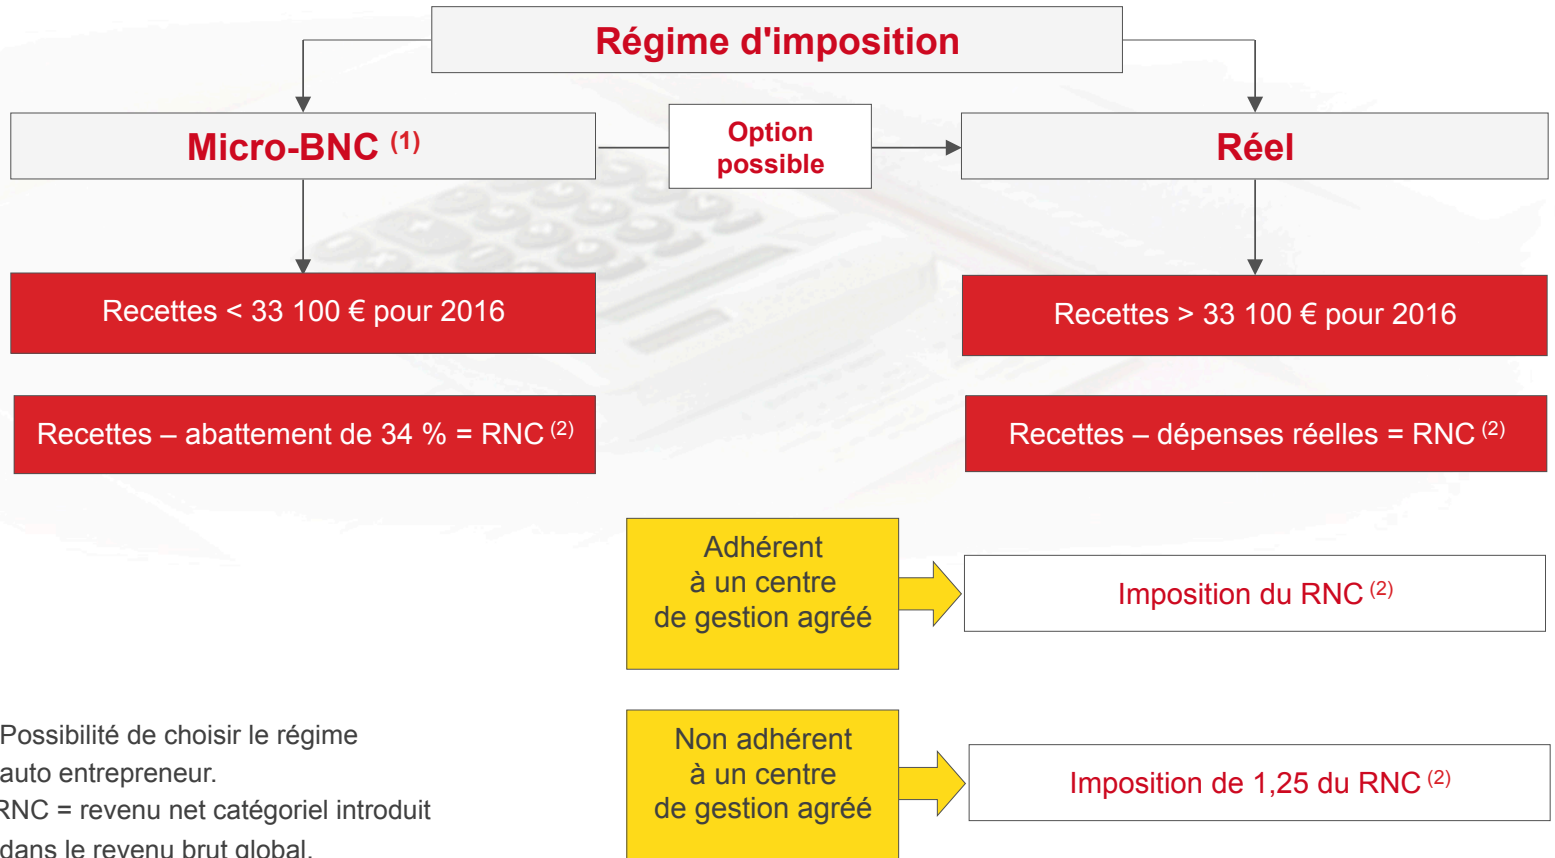 Régime d'imposition
Micro-BNC (1)
Option
possible
Réel
Recettes < 33 100 € pour 2016
Recettes > 33 100 € pour 2016
Recettes – abattement de 34 % = RNC (2)
Recettes – dépenses réelles = RNC (2)
Adhérent
à un centre
de gestion agréé
Imposition du RNC (2)
Non adhérent
à un centre
de gestion agréé
Imposition de 1,25 du RNC (2)
Possibilité de choisir le régime
auto entrepreneur.
RNC = revenu net catégoriel introduit
dans le revenu brut global.